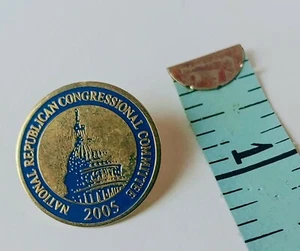 NATIONAL REPUBLICAN CONGRESSIONAL COMMITTEE
2005
1